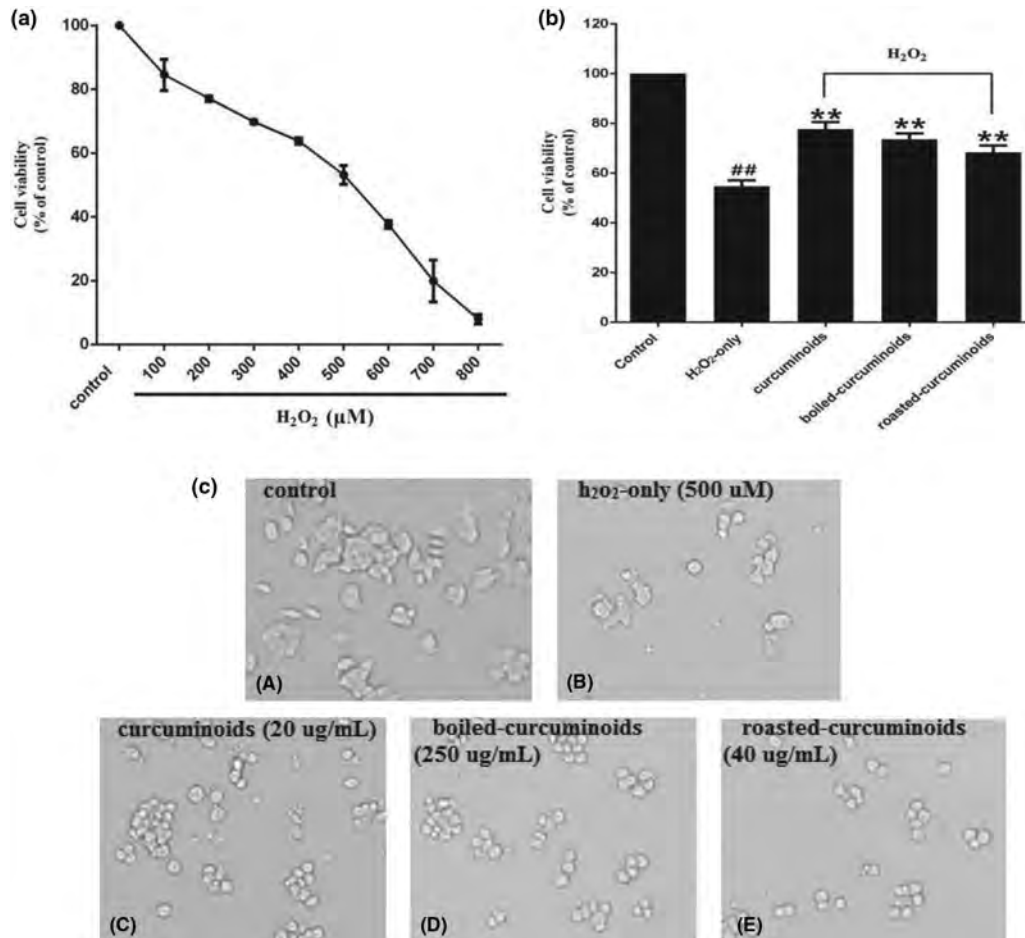 (a)
100
80
60
40
20
0
Cell viability
(% of control)
control
100
200
300
400
500
600
700
800
H₂O₂ (μM)
(b)
120
100
80
60
40
20
0
Cell viability
(% of control)
H₂O₂
##
**
**
**
Control
H₂O₂-only
curcuminoids
boiled-curcuminoids
roasted-curcuminoids
(c)
control
(A)
h₂o₂-only (500 uM)
(B)
curcuminoids (20 ug/mL)
(C)
boiled-curcuminoids
(250 ug/mL)
(D)
roasted-curcuminoids
(40 ug/mL)
(E)